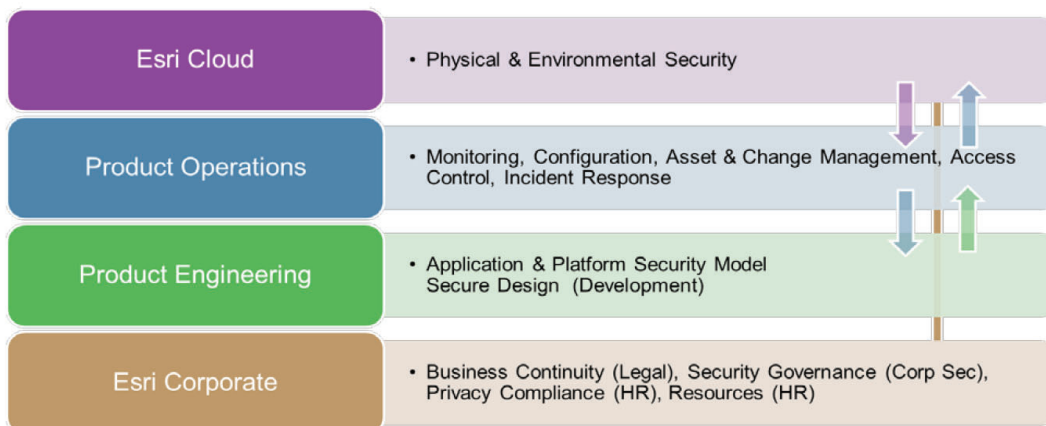 Esri Cloud
• Physical & Environmental Security
Product Operations
• Monitoring, Configuration, Asset & Change Management, Access
Control, Incident Response
Product Engineering
• Application & Platform Security Model
Secure Design (Development)
Esri Corporate
• Business Continuity (Legal), Security Governance (Corp Sec),
Privacy Compliance (HR), Resources (HR)